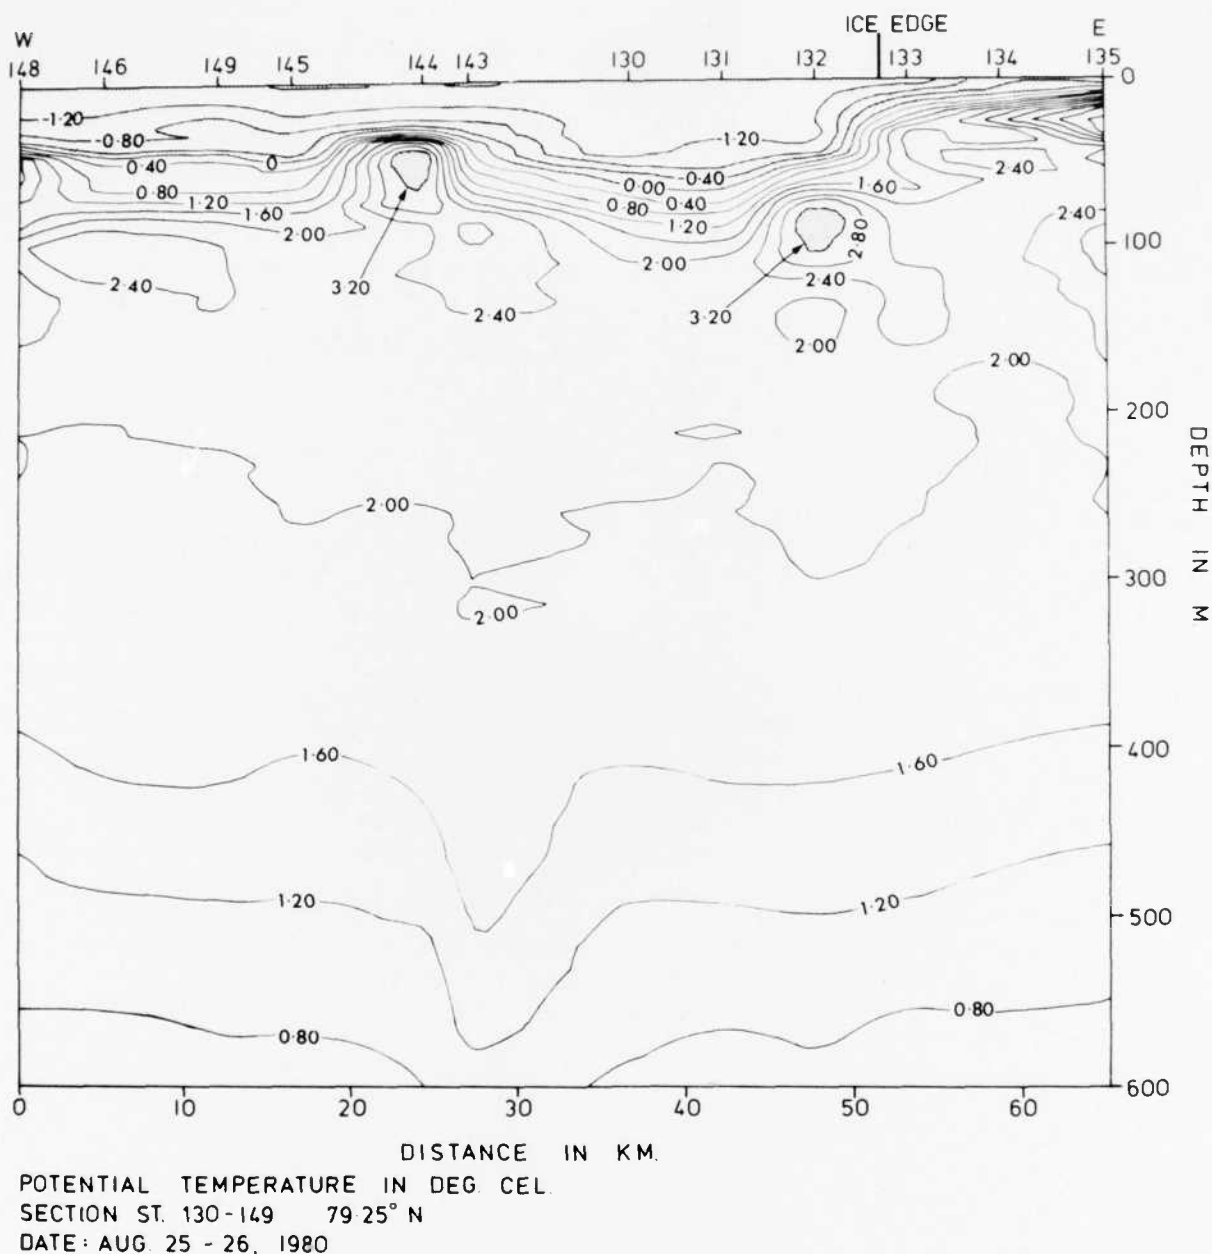 ICE EDGE
W E
148 146 149 145 144 143 130 131 132 133 134 135
0
-1·20
-0·80
-1·20
0·40 0 -0·40 2·40
0·80 0·00 1·60
1·20 0·80 0·40
1·60 1·20 2·40
2·00 2·00 2·80 100
2·40 3·20 2·40
2·40 3·20
2·00
2·00
200
2·00
300
2·00
1·60 1·60 400
1·20 1·20
500
0·80 0·80
600
DEPTH IN M
0 10 20 30 40 50 60
DISTANCE IN KM.
POTENTIAL TEMPERATURE IN DEG. CEL.
SECTION ST. 130-149 79·25° N
DATE: AUG. 25 - 26, 1980